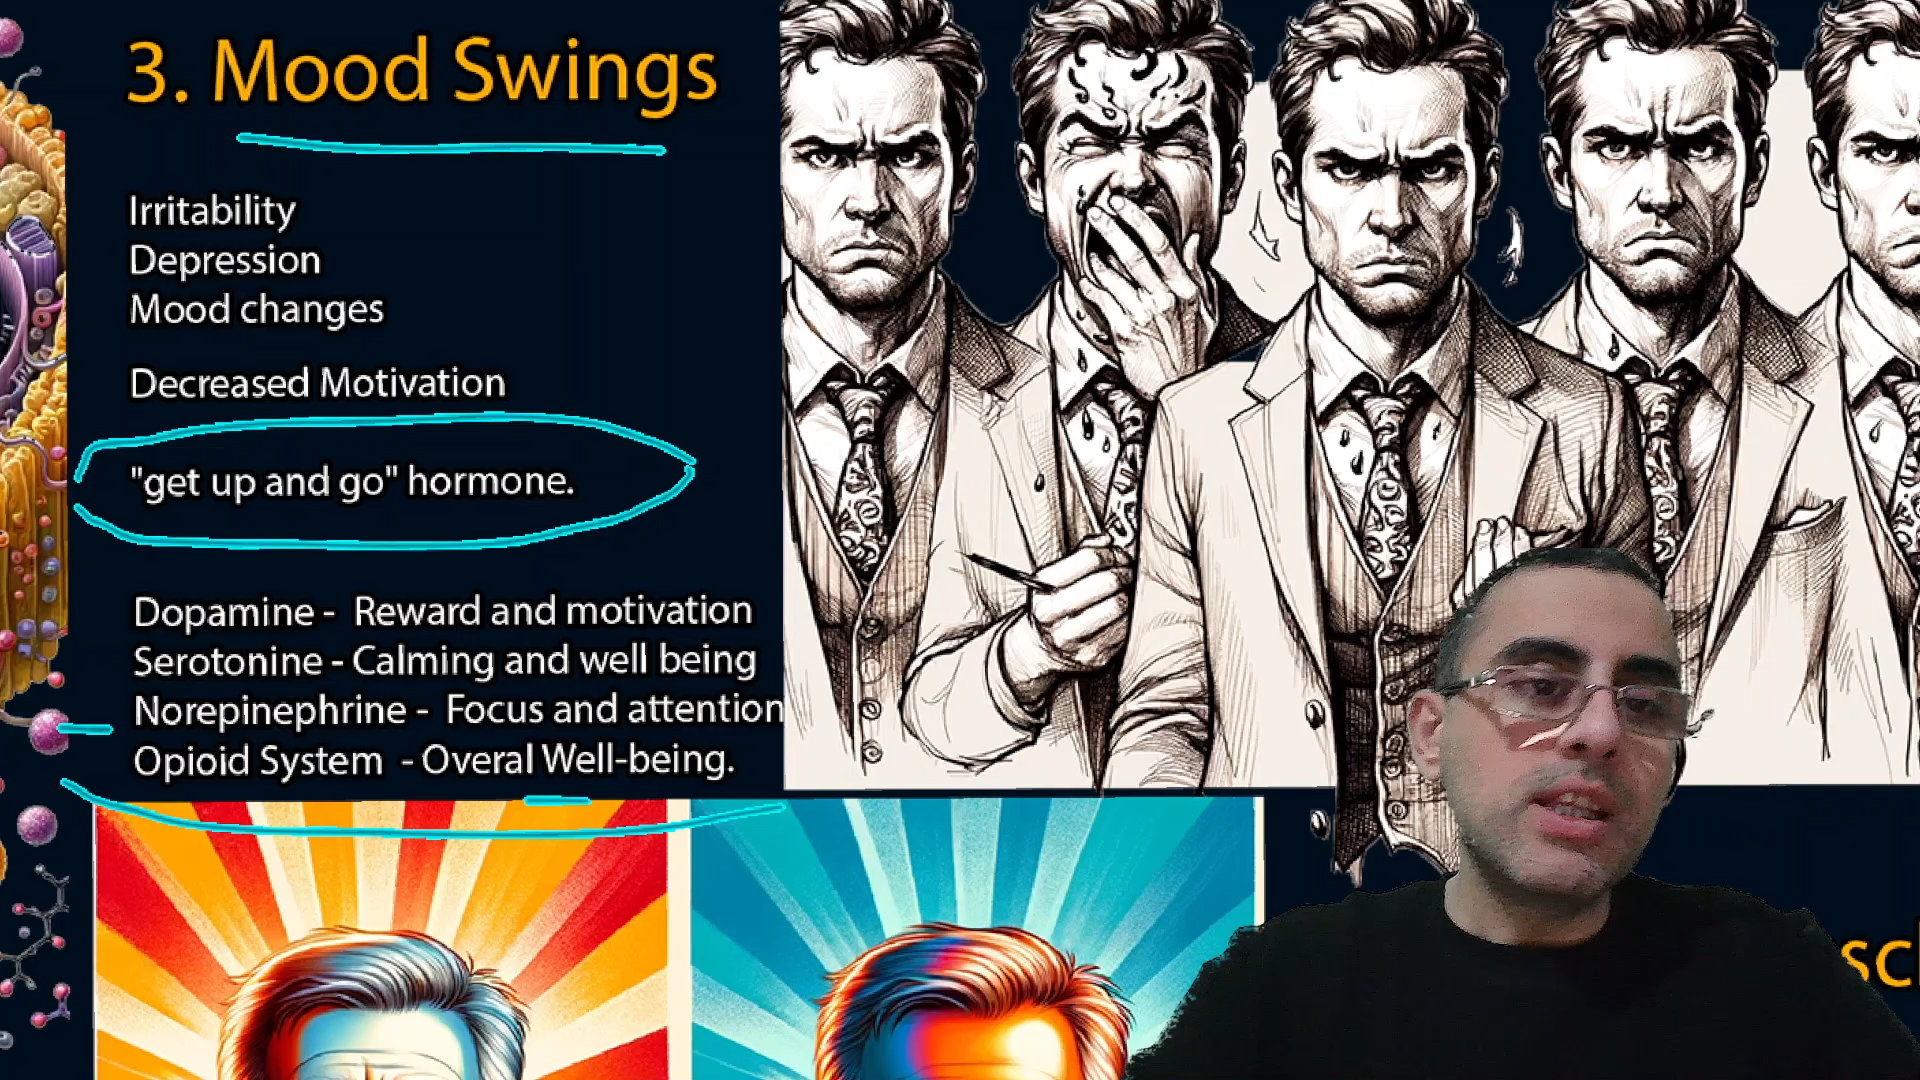 3. Mood Swings
Irritability
Depression
Mood changes
Decreased Motivation
"get up and go" hormone.
Dopamine - Reward and motivation
Serotonine - Calming and well being
Norepinephrine - Focus and attention
Opioid System - Overal Well-being.